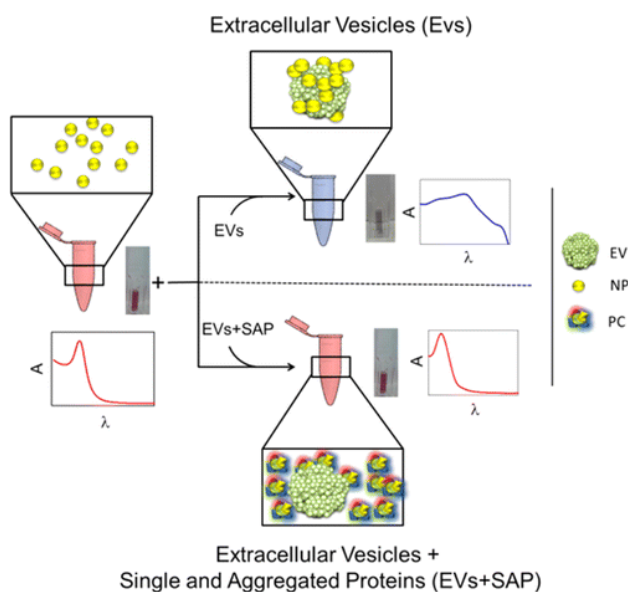 Extracellular Vesicles (Evs)
EVs
A
λ
EVs+SAP
A
λ
A
λ
+
EV
NP
PC
Extracellular Vesicles +
Single and Aggregated Proteins (EVs+SAP)